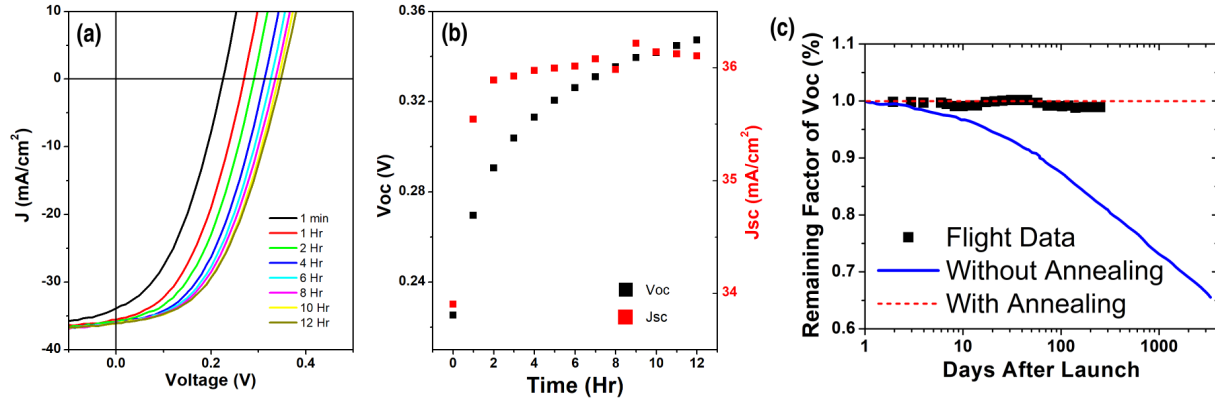 (a)
10
0
-10
-20
-30
-40
J (mA/cm²)
0.0
0.2
0.4
Voltage (V)
1 min
1 Hr
2 Hr
4 Hr
6 Hr
8 Hr
10 Hr
12 Hr
(b)
0.36
0.32
0.28
0.24
Voc (V)
36
35
34
Jsc (mA/cm²)
Voc
Jsc
0
2
4
6
8
10
12
Time (Hr)
(c)
1.1
1.0
0.9
0.8
0.7
0.6
Remaining Factor of Voc (%)
Flight Data
Without Annealing
With Annealing
1
10
100
1000
Days After Launch